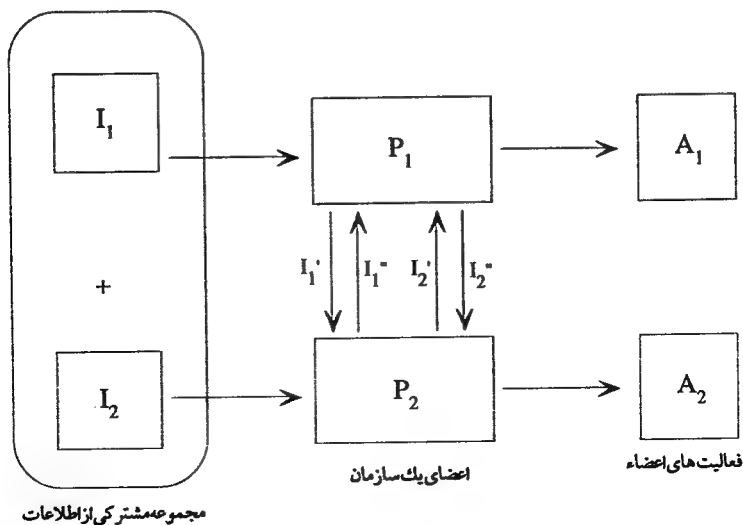 I₁
P₁
A₁
I₁' I₁" I₂' I₂"
+
I₂
P₂
A₂
اعضای یک سازمان
فعالیت های اعضاء
مجموعه مشترکی از اطلاعات